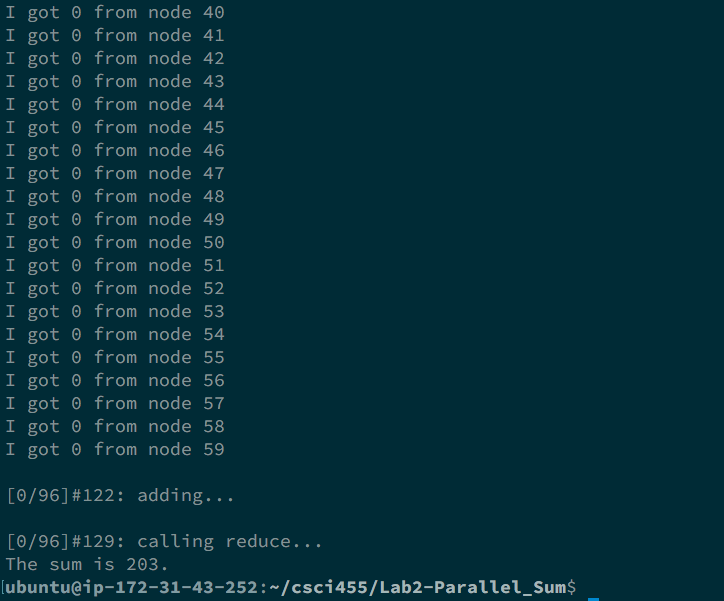 I got 0 from node 40
I got 0 from node 41
I got 0 from node 42
I got 0 from node 43
I got 0 from node 44
I got 0 from node 45
I got 0 from node 46
I got 0 from node 47
I got 0 from node 48
I got 0 from node 49
I got 0 from node 50
I got 0 from node 51
I got 0 from node 52
I got 0 from node 53
I got 0 from node 54
I got 0 from node 55
I got 0 from node 56
I got 0 from node 57
I got 0 from node 58
I got 0 from node 59
[0/96]#122: adding...
[0/96]#129: calling reduce...
The sum is 203.
[ubuntu@ip-172-31-43-252:~/csci455/Lab2-Parallel_Sum$